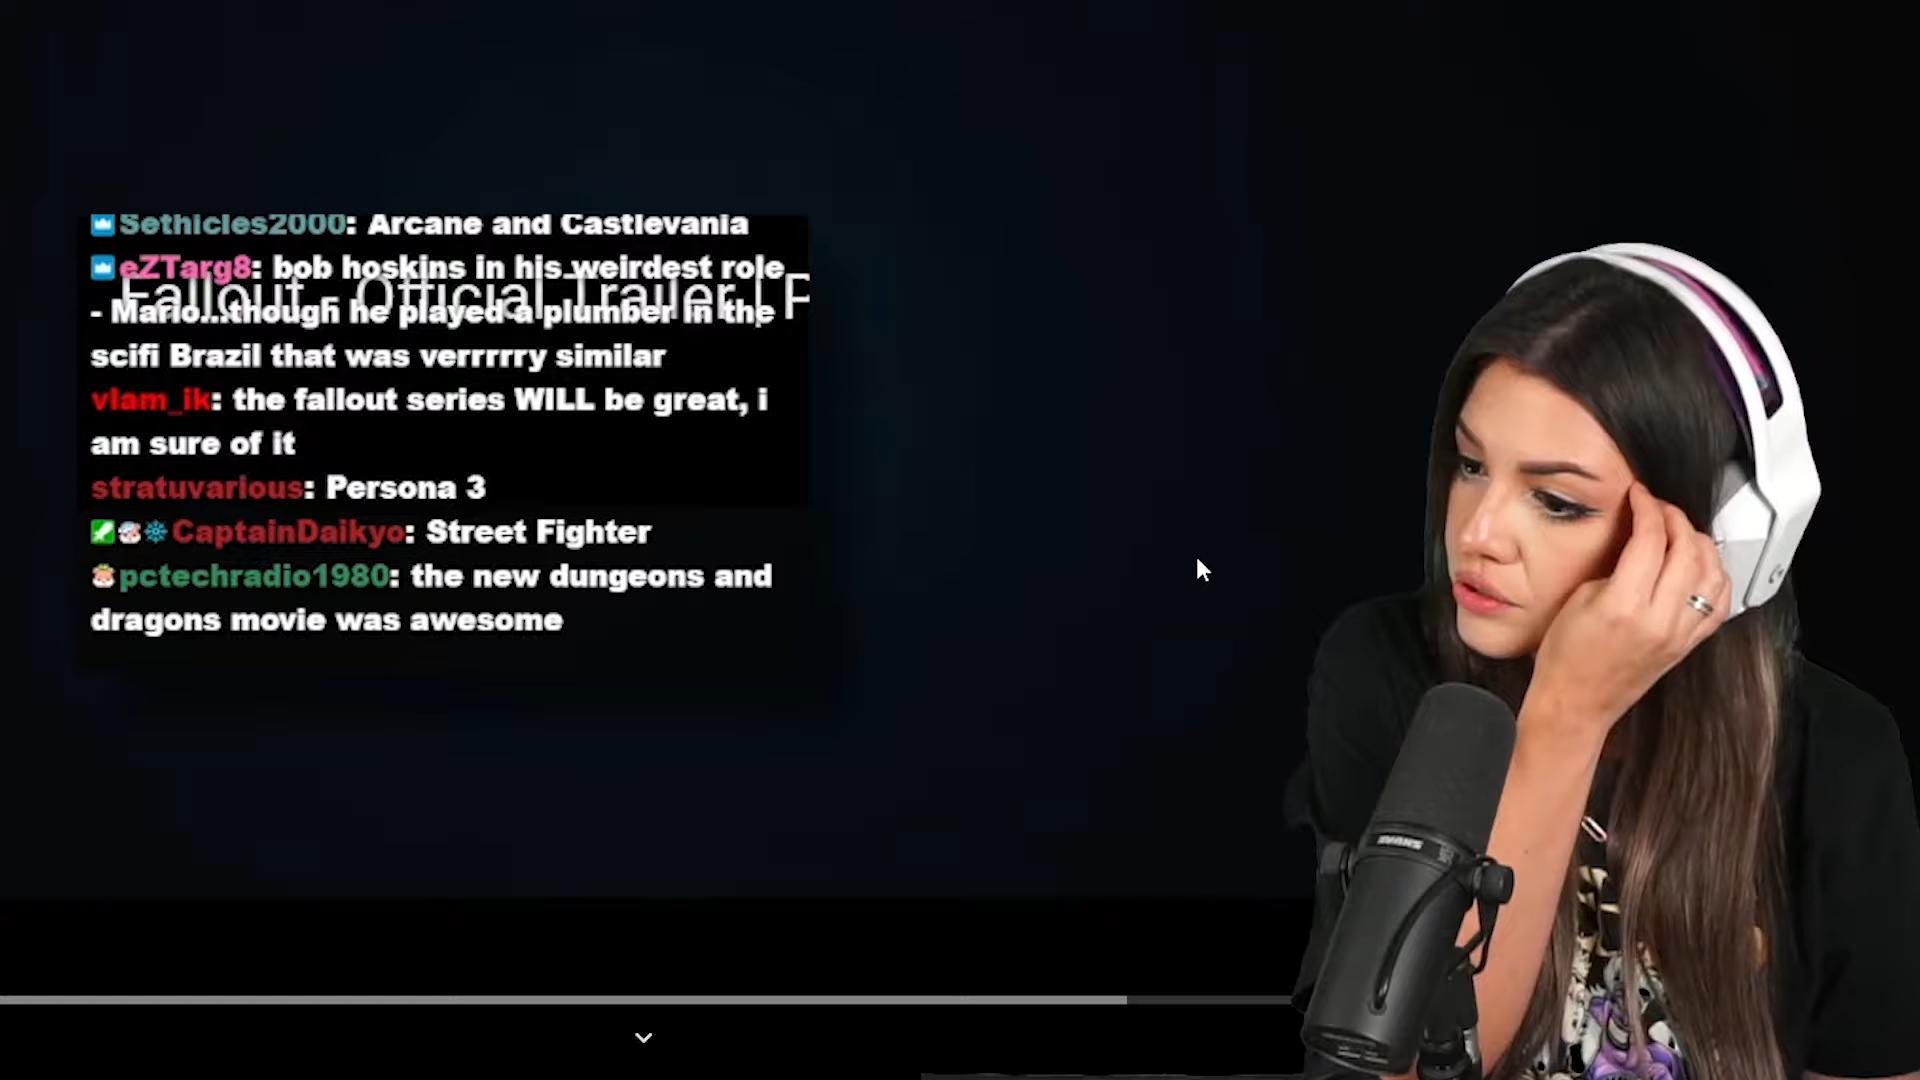 Sethicles2000: Arcane and Castlevania
eZTarg8: bob hoskins in his weirdest role
Fallout - Official Trailer | P
- Mario...though he played a plumber in the
scifi Brazil that was verrrrry similar
vlam_ik: the fallout series WILL be great, i
am sure of it
stratuvarious: Persona 3
CaptainDaikyo: Street Fighter
pctechradio1980: the new dungeons and
dragons movie was awesome